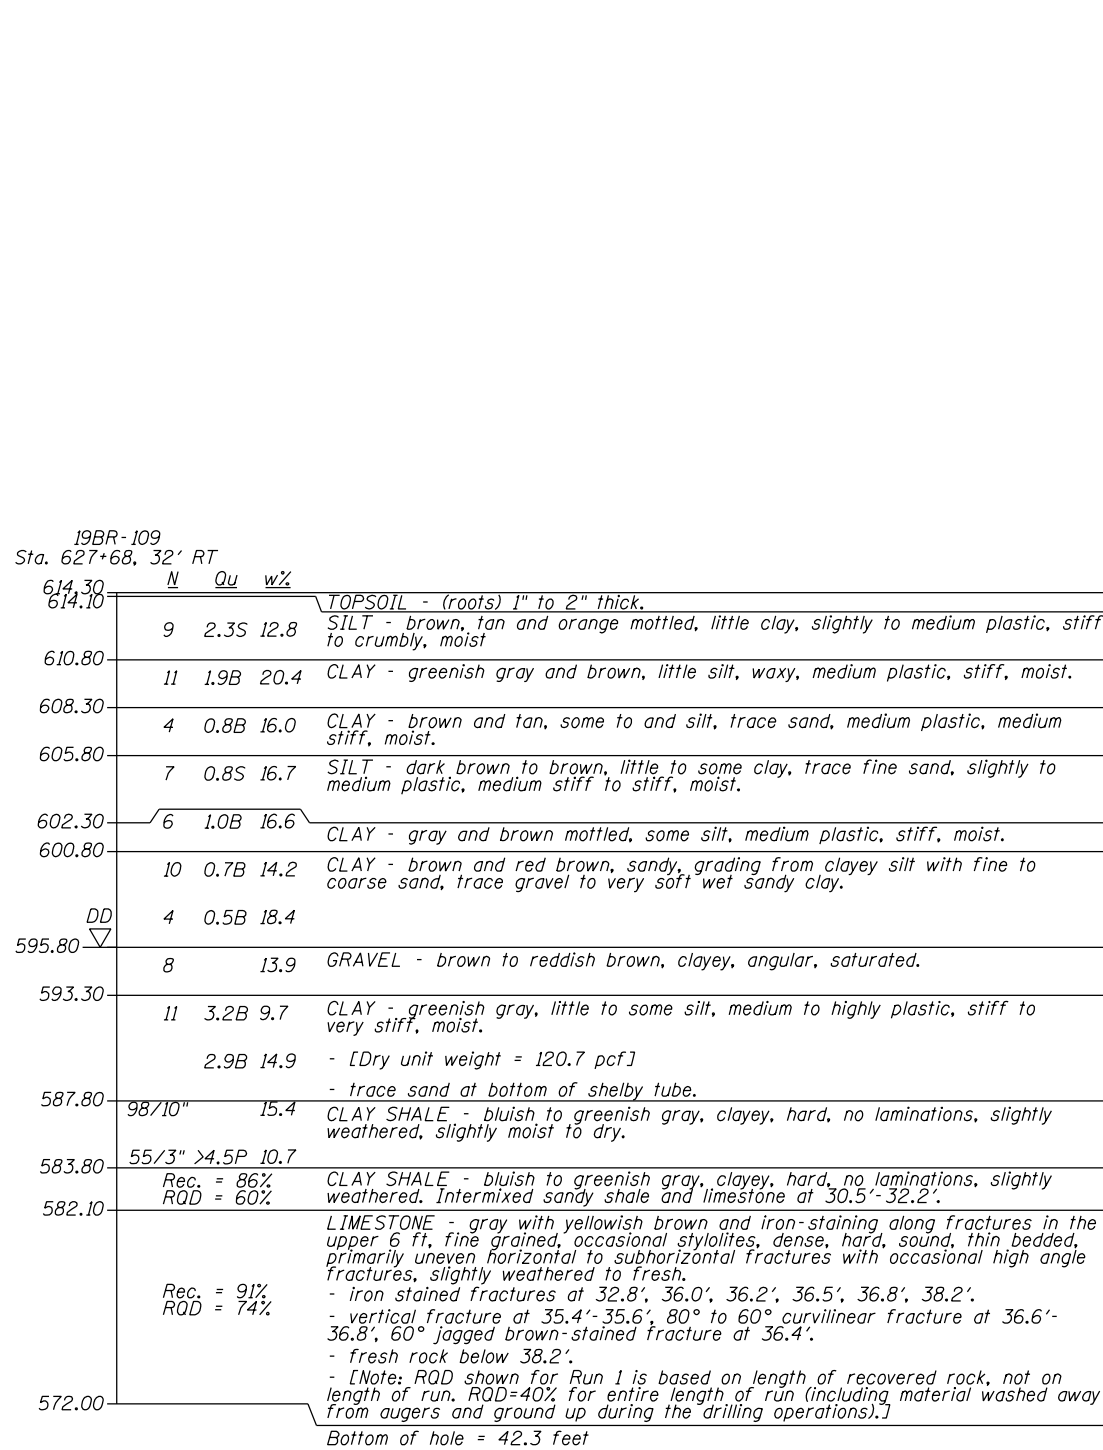 19BR-109
Sta. 627+68, 32' RT
N Qu w%
614.30
614.10
TOPSOIL - (roots) 1" to 2" thick.
9 2.3S 12.8 SILT - brown, tan and orange mottled, little clay, slightly to medium plastic, stiff
to crumbly, moist
610.80
11 1.9B 20.4 CLAY - greenish gray and brown, little silt, waxy, medium plastic, stiff, moist.
608.30
4 0.8B 16.0 CLAY - brown and tan, some to and silt, trace sand, medium plastic, medium
stiff, moist.
605.80
7 0.8S 16.7 SILT - dark brown to brown, little to some clay, trace fine sand, slightly to
medium plastic, medium stiff to stiff, moist.
602.30 6 1.0B 16.6
CLAY - gray and brown mottled, some silt, medium plastic, stiff, moist.
600.80
10 0.7B 14.2 CLAY - brown and red brown, sandy, grading from clayey silt with fine to
coarse sand, trace gravel to very soft wet sandy clay.
DD 4 0.5B 18.4
595.80
8 13.9 GRAVEL - brown to reddish brown, clayey, angular, saturated.
593.30
11 3.2B 9.7 CLAY - greenish gray, little to some silt, medium to highly plastic, stiff to
very stiff, moist.
2.9B 14.9 - [Dry unit weight = 120.7 pcf]
- trace sand at bottom of shelby tube.
587.80
98/10" 15.4 CLAY SHALE - bluish to greenish gray, clayey, hard, no laminations, slightly
weathered, slightly moist to dry.
55/3" >4.5P 10.7
583.80
Rec. = 86% CLAY SHALE - bluish to greenish gray, clayey, hard, no laminations, slightly
RQD = 60% weathered. Intermixed sandy shale and limestone at 30.5'-32.2'.
582.10
LIMESTONE - gray with yellowish brown and iron-staining along fractures in the
upper 6 ft, fine grained, occasional stylolites, dense, hard, sound, thin bedded,
primarily uneven horizontal to subhorizontal fractures with occasional high angle
fractures, slightly weathered to fresh.
Rec. = 91% - iron stained fractures at 32.8', 36.0', 36.2', 36.5', 36.8', 38.2'.
RQD = 74%
- vertical fracture at 35.4'-35.6', 80° to 60° curvilinear fracture at 36.6'-
36.8', 60° jagged brown-stained fracture at 36.4'.
- fresh rock below 38.2'.
- [Note: RQD shown for Run 1 is based on length of recovered rock, not on
length of run. RQD=40% for entire length of run (including material washed away
from augers and ground up during the drilling operations).]
572.00
Bottom of hole = 42.3 feet